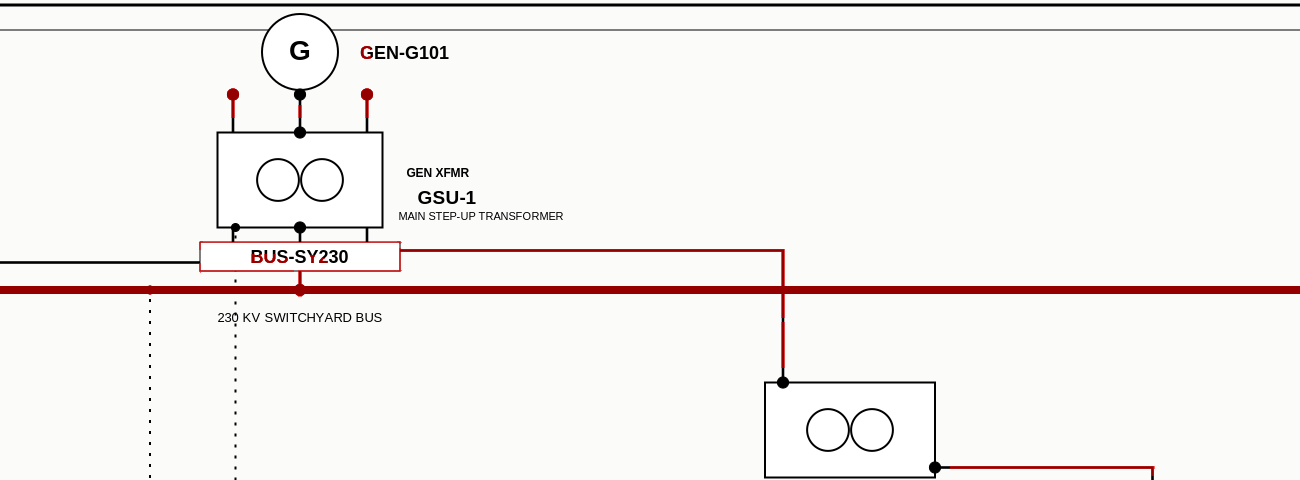 G
GEN-G101
GEN XFMR
GSU-1
MAIN STEP-UP TRANSFORMER
BUS-SY230
230 KV SWITCHYARD BUS